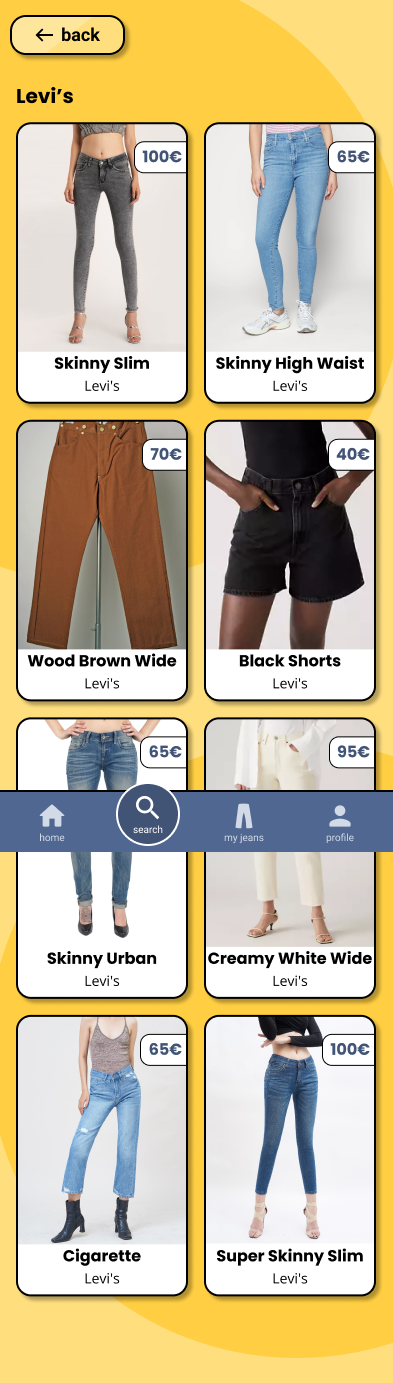 back
Levi’s
100€
65€
Skinny Slim
Levi's
Skinny High Waist
Levi's
70€
40€
Wood Brown Wide
Levi's
Black Shorts
Levi's
65€
95€
home
search
my jeans
profile
Skinny Urban
Levi's
Creamy White Wide
Levi's
65€
100€
Cigarette
Levi's
Super Skinny Slim
Levi's